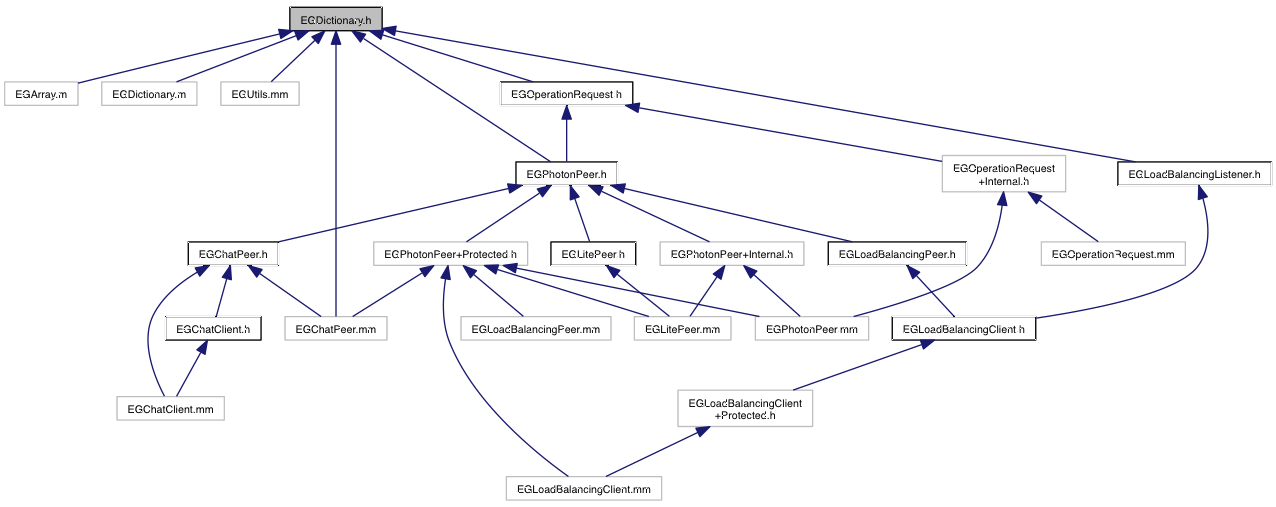 EGDictionary.h
EGArray.m
EGDictionary.m
EGUtils.mm
EGOperationRequest.h
EGPhotonPeer.h
EGOperationRequest
+Internal.h
EGLoadBalancingListener.h
EGChatPeer.h
EGPhotonPeer+Protected.h
EGLitePeer.h
EGPhotonPeer+Internal.h
EGLoadBalancingPeer.h
EGOperationRequest.mm
EGChatClient.h
EGChatPeer.mm
EGLoadBalancingPeer.mm
EGLitePeer.mm
EGPhotonPeer.mm
EGLoadBalancingClient.h
EGChatClient.mm
EGLoadBalancingClient
+Protected.h
EGLoadBalancingClient.mm